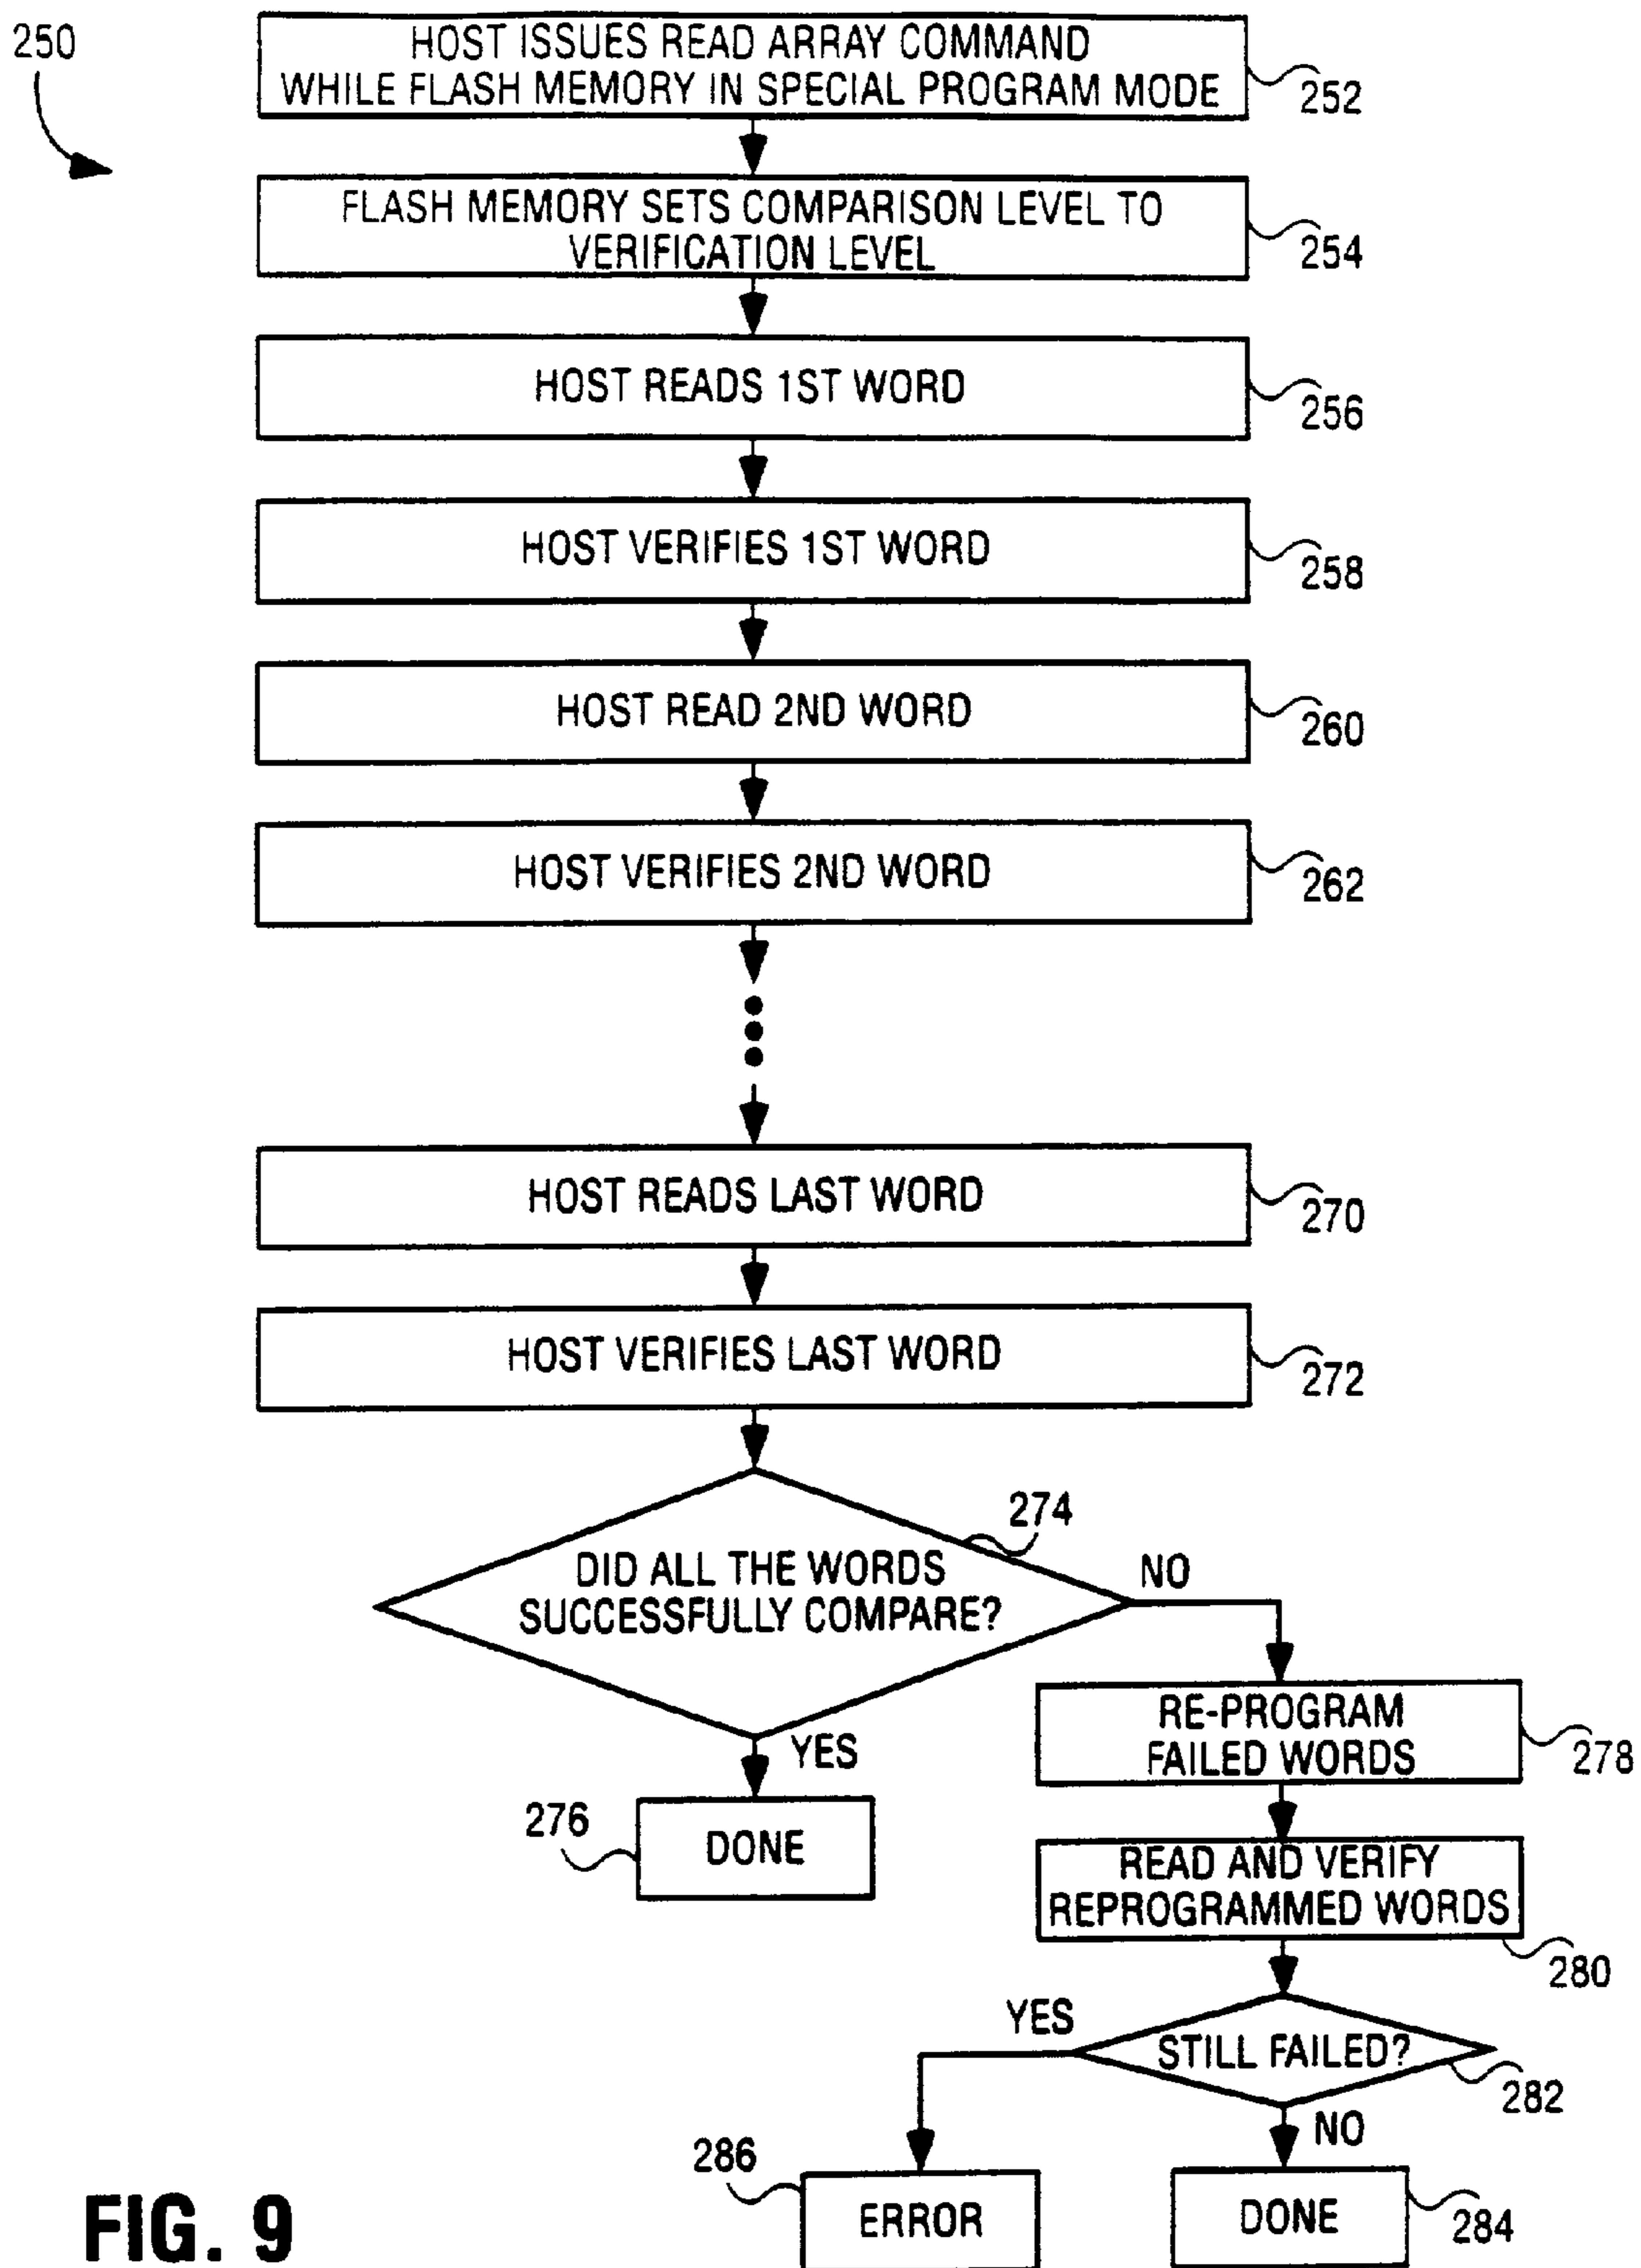 250
HOST ISSUES READ ARRAY COMMAND
WHILE FLASH MEMORY IN SPECIAL PROGRAM MODE
252
FLASH MEMORY SETS COMPARISON LEVEL TO
VERIFICATION LEVEL
254
HOST READS 1ST WORD
256
HOST VERIFIES 1ST WORD
258
HOST READ 2ND WORD
260
HOST VERIFIES 2ND WORD
262
HOST READS LAST WORD
270
HOST VERIFIES LAST WORD
272
274
DID ALL THE WORDS
SUCCESSFULLY COMPARE?
NO
YES
RE-PROGRAM
FAILED WORDS
278
276
DONE
READ AND VERIFY
REPROGRAMMED WORDS
280
YES
STILL FAILED?
282
NO
286
ERROR
DONE
284
FIG. 9